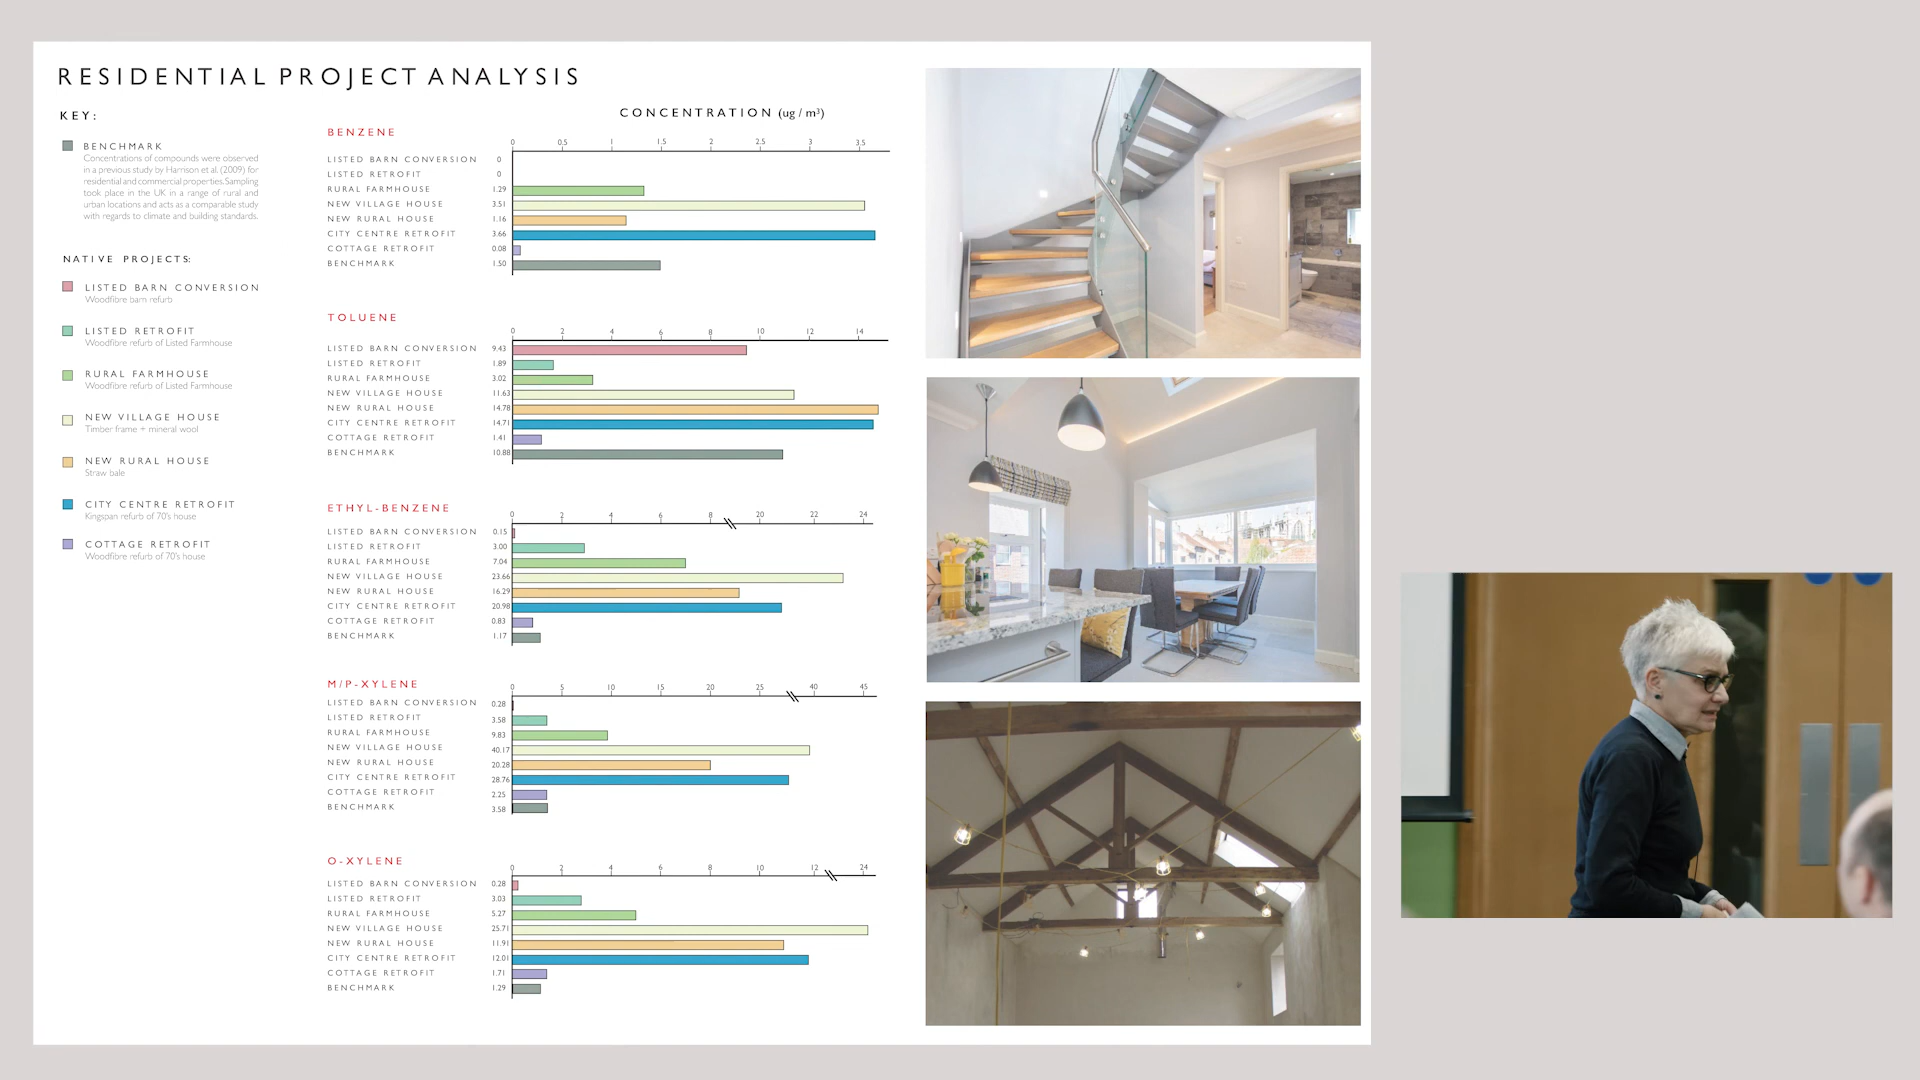 RESIDENTIAL PROJECT ANALYSIS
KEY:
BENCHMARK
Concentrations of compounds were observed
in a previous study by Harrison et al. (2009) for
residential and commercial properties. Sampling
took place in the UK in a range of rural and
urban locations and acts as a comparable study
with regards to climate and building standards.
NATIVE PROJECTS:
LISTED BARN CONVERSION
Woodfibre barn refurb
LISTED RETROFIT
Woodfibre refurb of Listed Farmhouse
RURAL FARMHOUSE
Woodfibre refurb of Listed Farmhouse
NEW VILLAGE HOUSE
Timber frame + mineral wool
NEW RURAL HOUSE
Straw bale
CITY CENTRE RETROFIT
Kingspan refurb of 70's house
COTTAGE RETROFIT
Woodfibre refurb of 70's house
CONCENTRATION (ug / m³)
BENZENE
0 0.5 1 1.5 2 2.5 3 3.5
LISTED BARN CONVERSION 0
LISTED RETROFIT 0
RURAL FARMHOUSE 1.29
NEW VILLAGE HOUSE 3.51
NEW RURAL HOUSE 1.16
CITY CENTRE RETROFIT 3.66
COTTAGE RETROFIT 0.08
BENCHMARK 1.50
TOLUENE
0 2 4 6 8 10 12 14
LISTED BARN CONVERSION 9.43
LISTED RETROFIT 1.89
RURAL FARMHOUSE 3.02
NEW VILLAGE HOUSE 11.63
NEW RURAL HOUSE 14.78
CITY CENTRE RETROFIT 14.71
COTTAGE RETROFIT 1.41
BENCHMARK 10.88
ETHYL-BENZENE
0 2 4 6 8 20 22 24
LISTED BARN CONVERSION 0.15
LISTED RETROFIT 3.00
RURAL FARMHOUSE 7.04
NEW VILLAGE HOUSE 23.66
NEW RURAL HOUSE 16.29
CITY CENTRE RETROFIT 20.98
COTTAGE RETROFIT 0.83
BENCHMARK 1.17
M/P-XYLENE
0 5 10 15 20 25 40 45
LISTED BARN CONVERSION 0.28
LISTED RETROFIT 3.58
RURAL FARMHOUSE 9.83
NEW VILLAGE HOUSE 40.17
NEW RURAL HOUSE 20.28
CITY CENTRE RETROFIT 28.76
COTTAGE RETROFIT 2.25
BENCHMARK 3.58
O-XYLENE
0 2 4 6 8 10 12 24
LISTED BARN CONVERSION 0.28
LISTED RETROFIT 3.03
RURAL FARMHOUSE 5.27
NEW VILLAGE HOUSE 25.71
NEW RURAL HOUSE 11.91
CITY CENTRE RETROFIT 12.01
COTTAGE RETROFIT 1.71
BENCHMARK 1.29